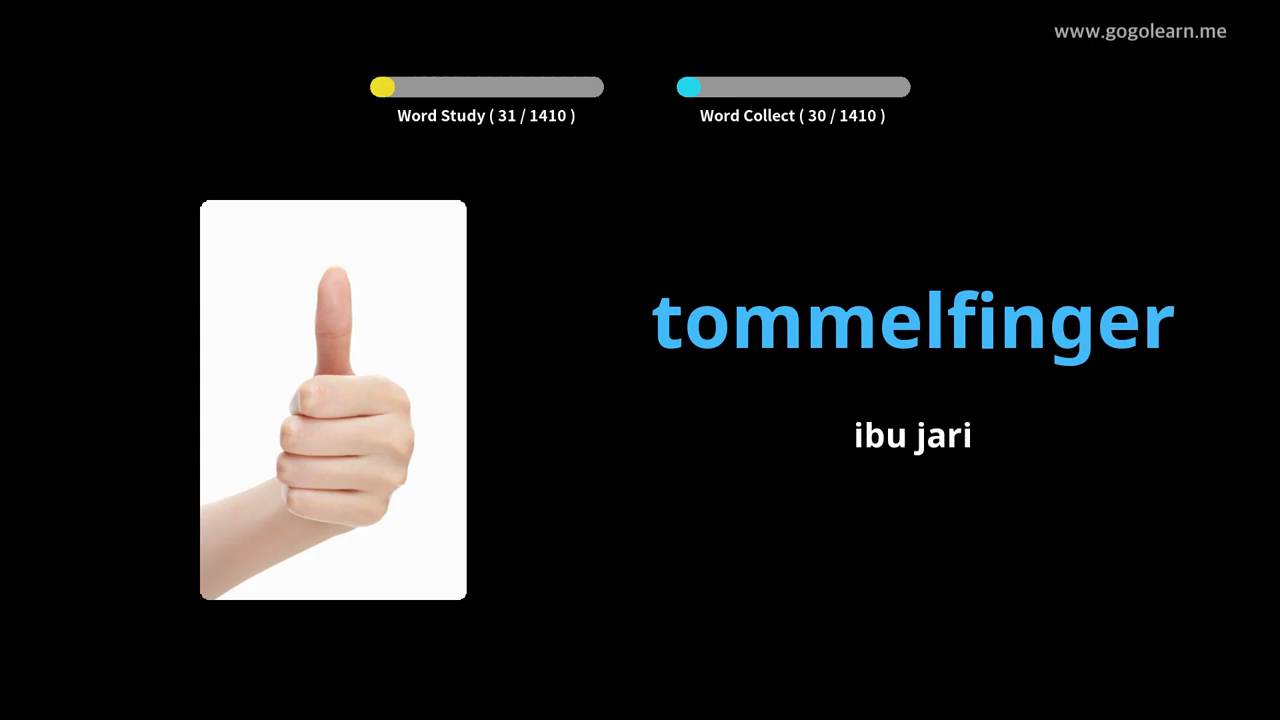 www.gogolearn.me
Word Study ( 31 / 1410 )
Word Collect ( 30 / 1410 )
tommelfinger
ibu jari